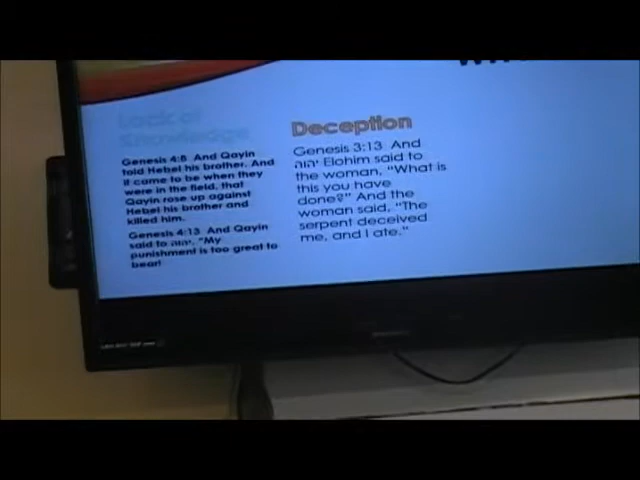 Lack of
Knowledge
Genesis 4:8 And Qayin
told Hebel his brother. And
it came to be when they
were in the field, that
Qayin rose up against
Hebel his brother and
killed him.
Genesis 4:13 And Qayin
said to יהוה, "My
punishment is too great to
bear!
Deception
Genesis 3:13 And
יהוה Elohim said to
the woman, "What is
this you have
done?" And the
woman said, "The
serpent deceived
me, and I ate."